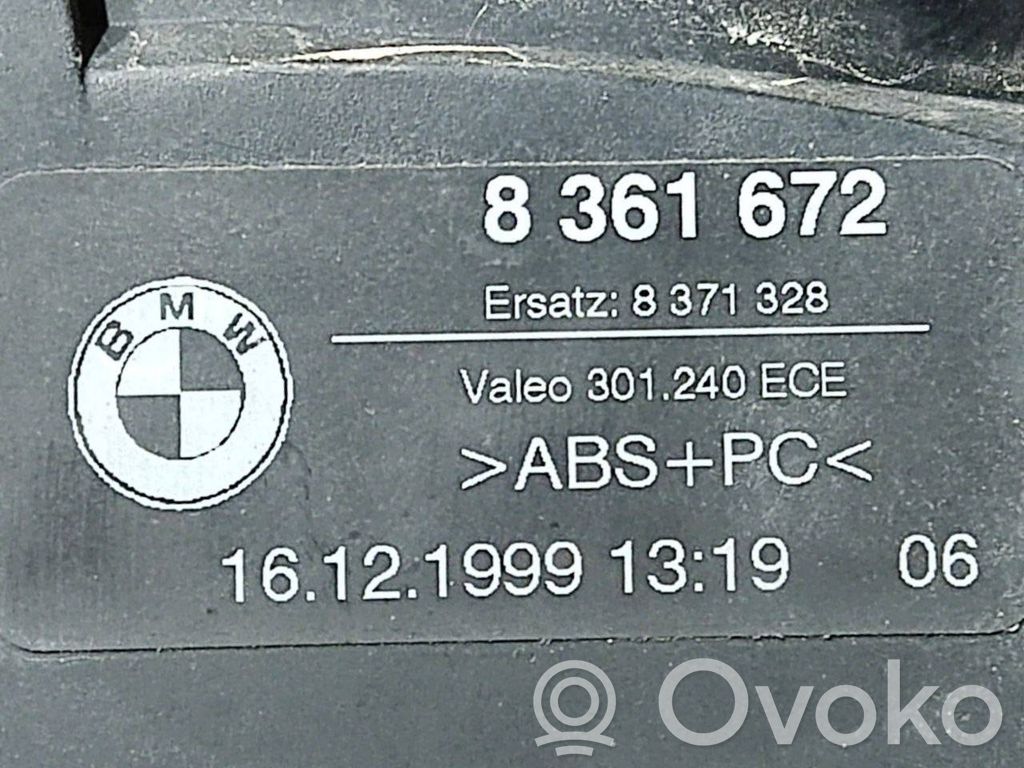 8 361 672
Ersatz: 8 371 328
BMW
Valeo 301.240 ECE
>ABS+PC<
16.12.1999 13:19 06
Ovoko